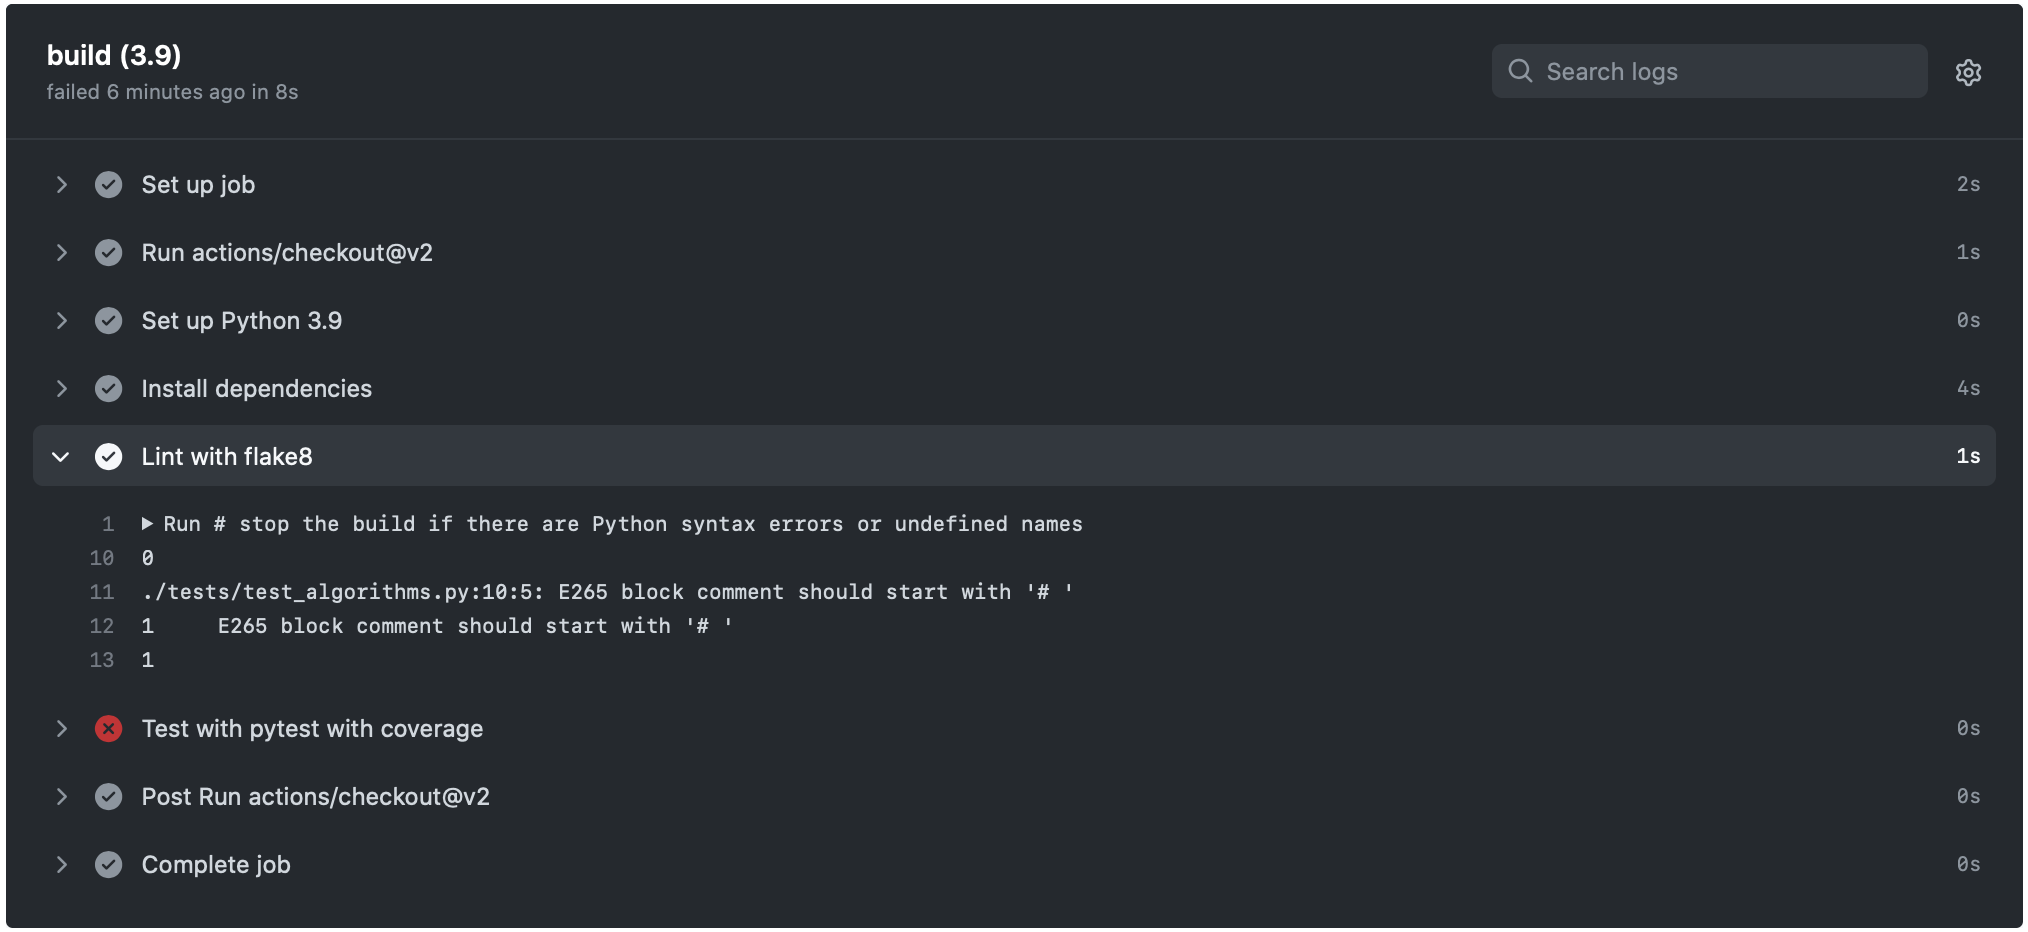 build (3.9)
failed 6 minutes ago in 8s
Search logs
Set up job 2s
Run actions/checkout@v2 1s
Set up Python 3.9 0s
Install dependencies 4s
Lint with flake8 1s
1 Run # stop the build if there are Python syntax errors or undefined names
10 0
11 ./tests/test_algorithms.py:10:5: E265 block comment should start with '# '
12 1     E265 block comment should start with '# '
13 1
Test with pytest with coverage 0s
Post Run actions/checkout@v2 0s
Complete job 0s